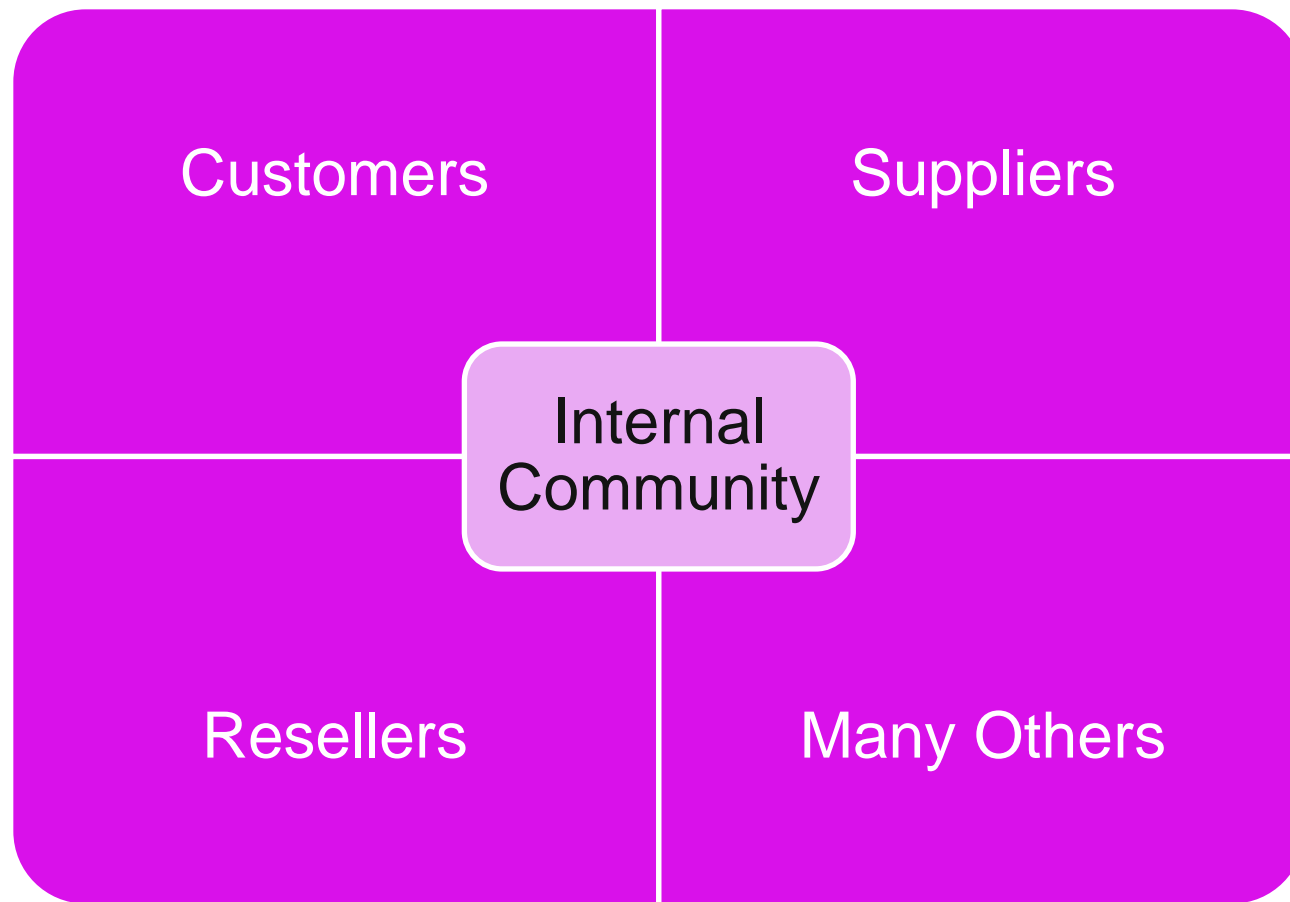 Customers
Suppliers
Internal
Community
Resellers
Many Others